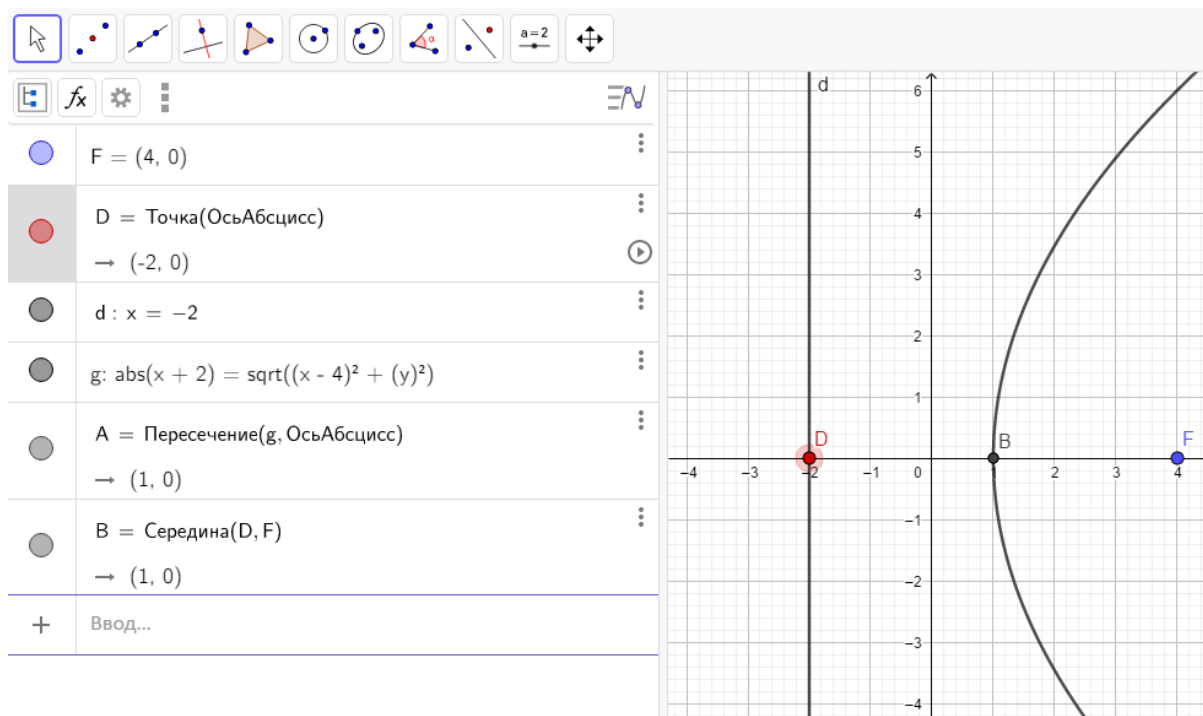 a=2
fx
F = (4, 0)
D = Точка(ОсьАбсцисс)
→ (-2, 0)
d : x = −2
g: abs(x + 2) = sqrt((x - 4)² + (y)²)
A = Пересечение(g, ОсьАбсцисс)
→ (1, 0)
B = Середина(D, F)
→ (1, 0)
+ Ввод...
d
6
5
4
3
2
1
D
B
F
−4 −3 −2 −1 0 1 2 3 4
−1
−2
−3
−4